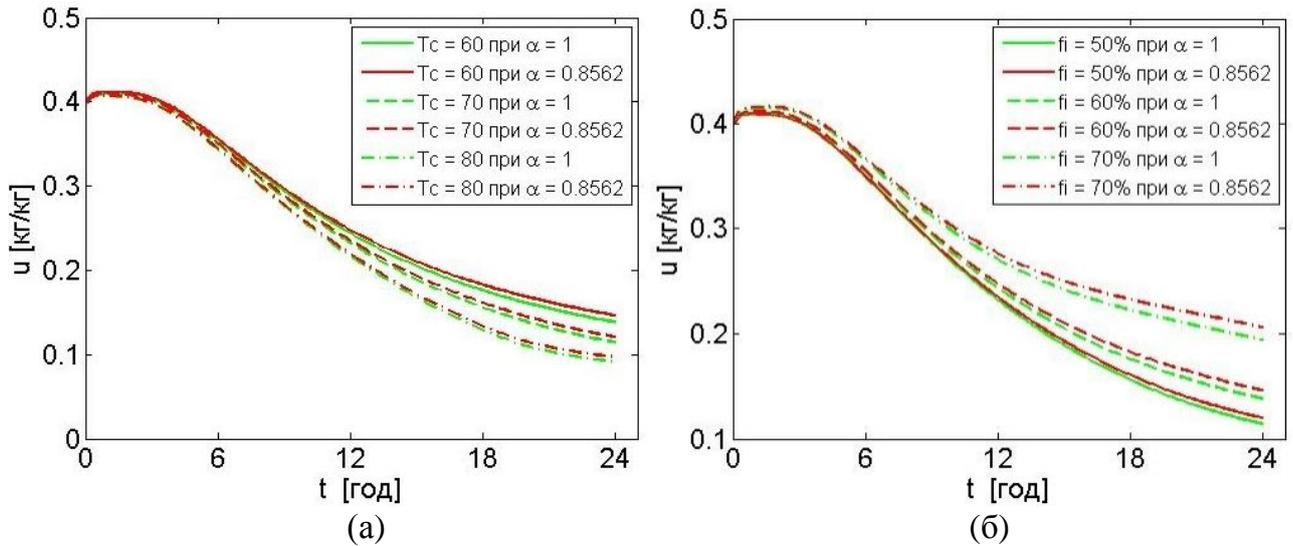 0.5
0.4
0.3
0.2
0.1
0
u [кг/кг]
Tc = 60 при α = 1
Tc = 60 при α = 0.8562
Tc = 70 при α = 1
Tc = 70 при α = 0.8562
Tc = 80 при α = 1
Tc = 80 при α = 0.8562
0 6 12 18 24
t [год]
(а)
0.5
0.4
0.3
0.2
0.1
u [кг/кг]
fi = 50% при α = 1
fi = 50% при α = 0.8562
fi = 60% при α = 1
fi = 60% при α = 0.8562
fi = 70% при α = 1
fi = 70% при α = 0.8562
0 6 12 18 24
t [год]
(б)